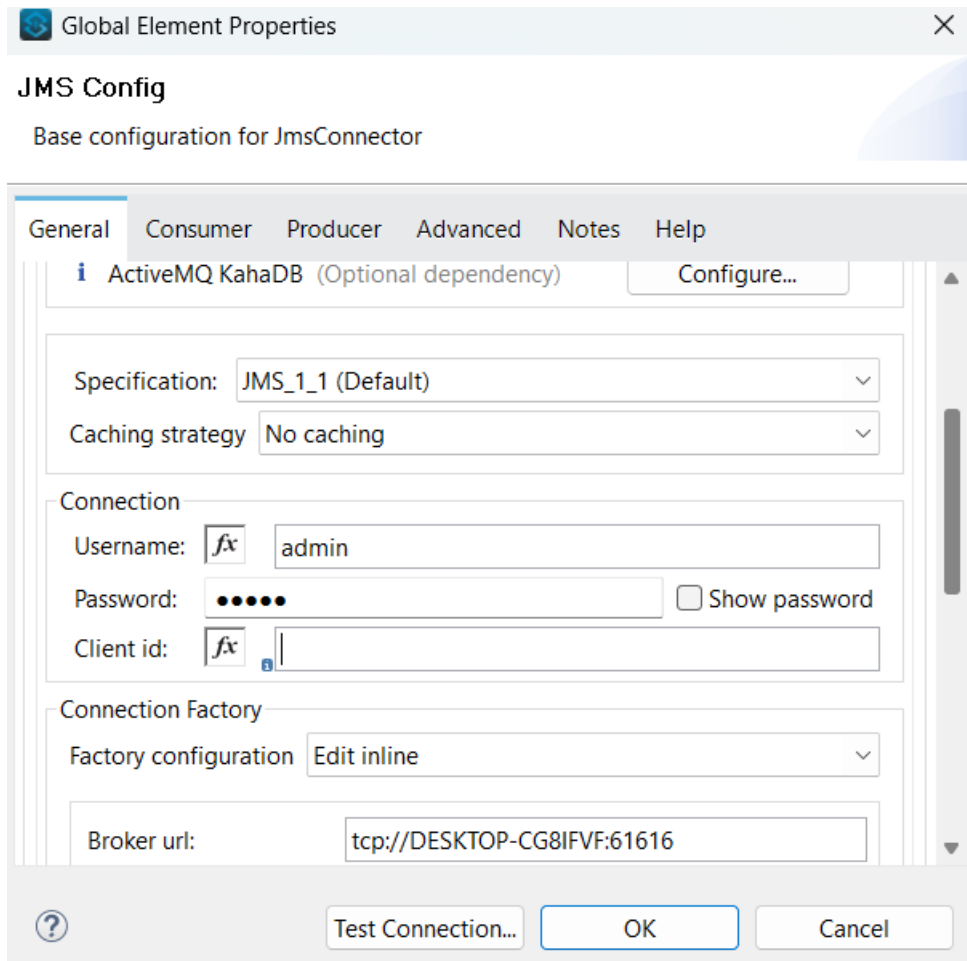 Global Element Properties
JMS Config
Base configuration for JmsConnector
General Consumer Producer Advanced Notes Help
i ActiveMQ KahaDB (Optional dependency) Configure...
Specification: JMS_1_1 (Default)
Caching strategy No caching
Connection
Username: fx admin
Password: ●●●●● Show password
Client id: fx
Connection Factory
Factory configuration Edit inline
Broker url: tcp://DESKTOP-CG8IFVF:61616
? Test Connection... OK Cancel